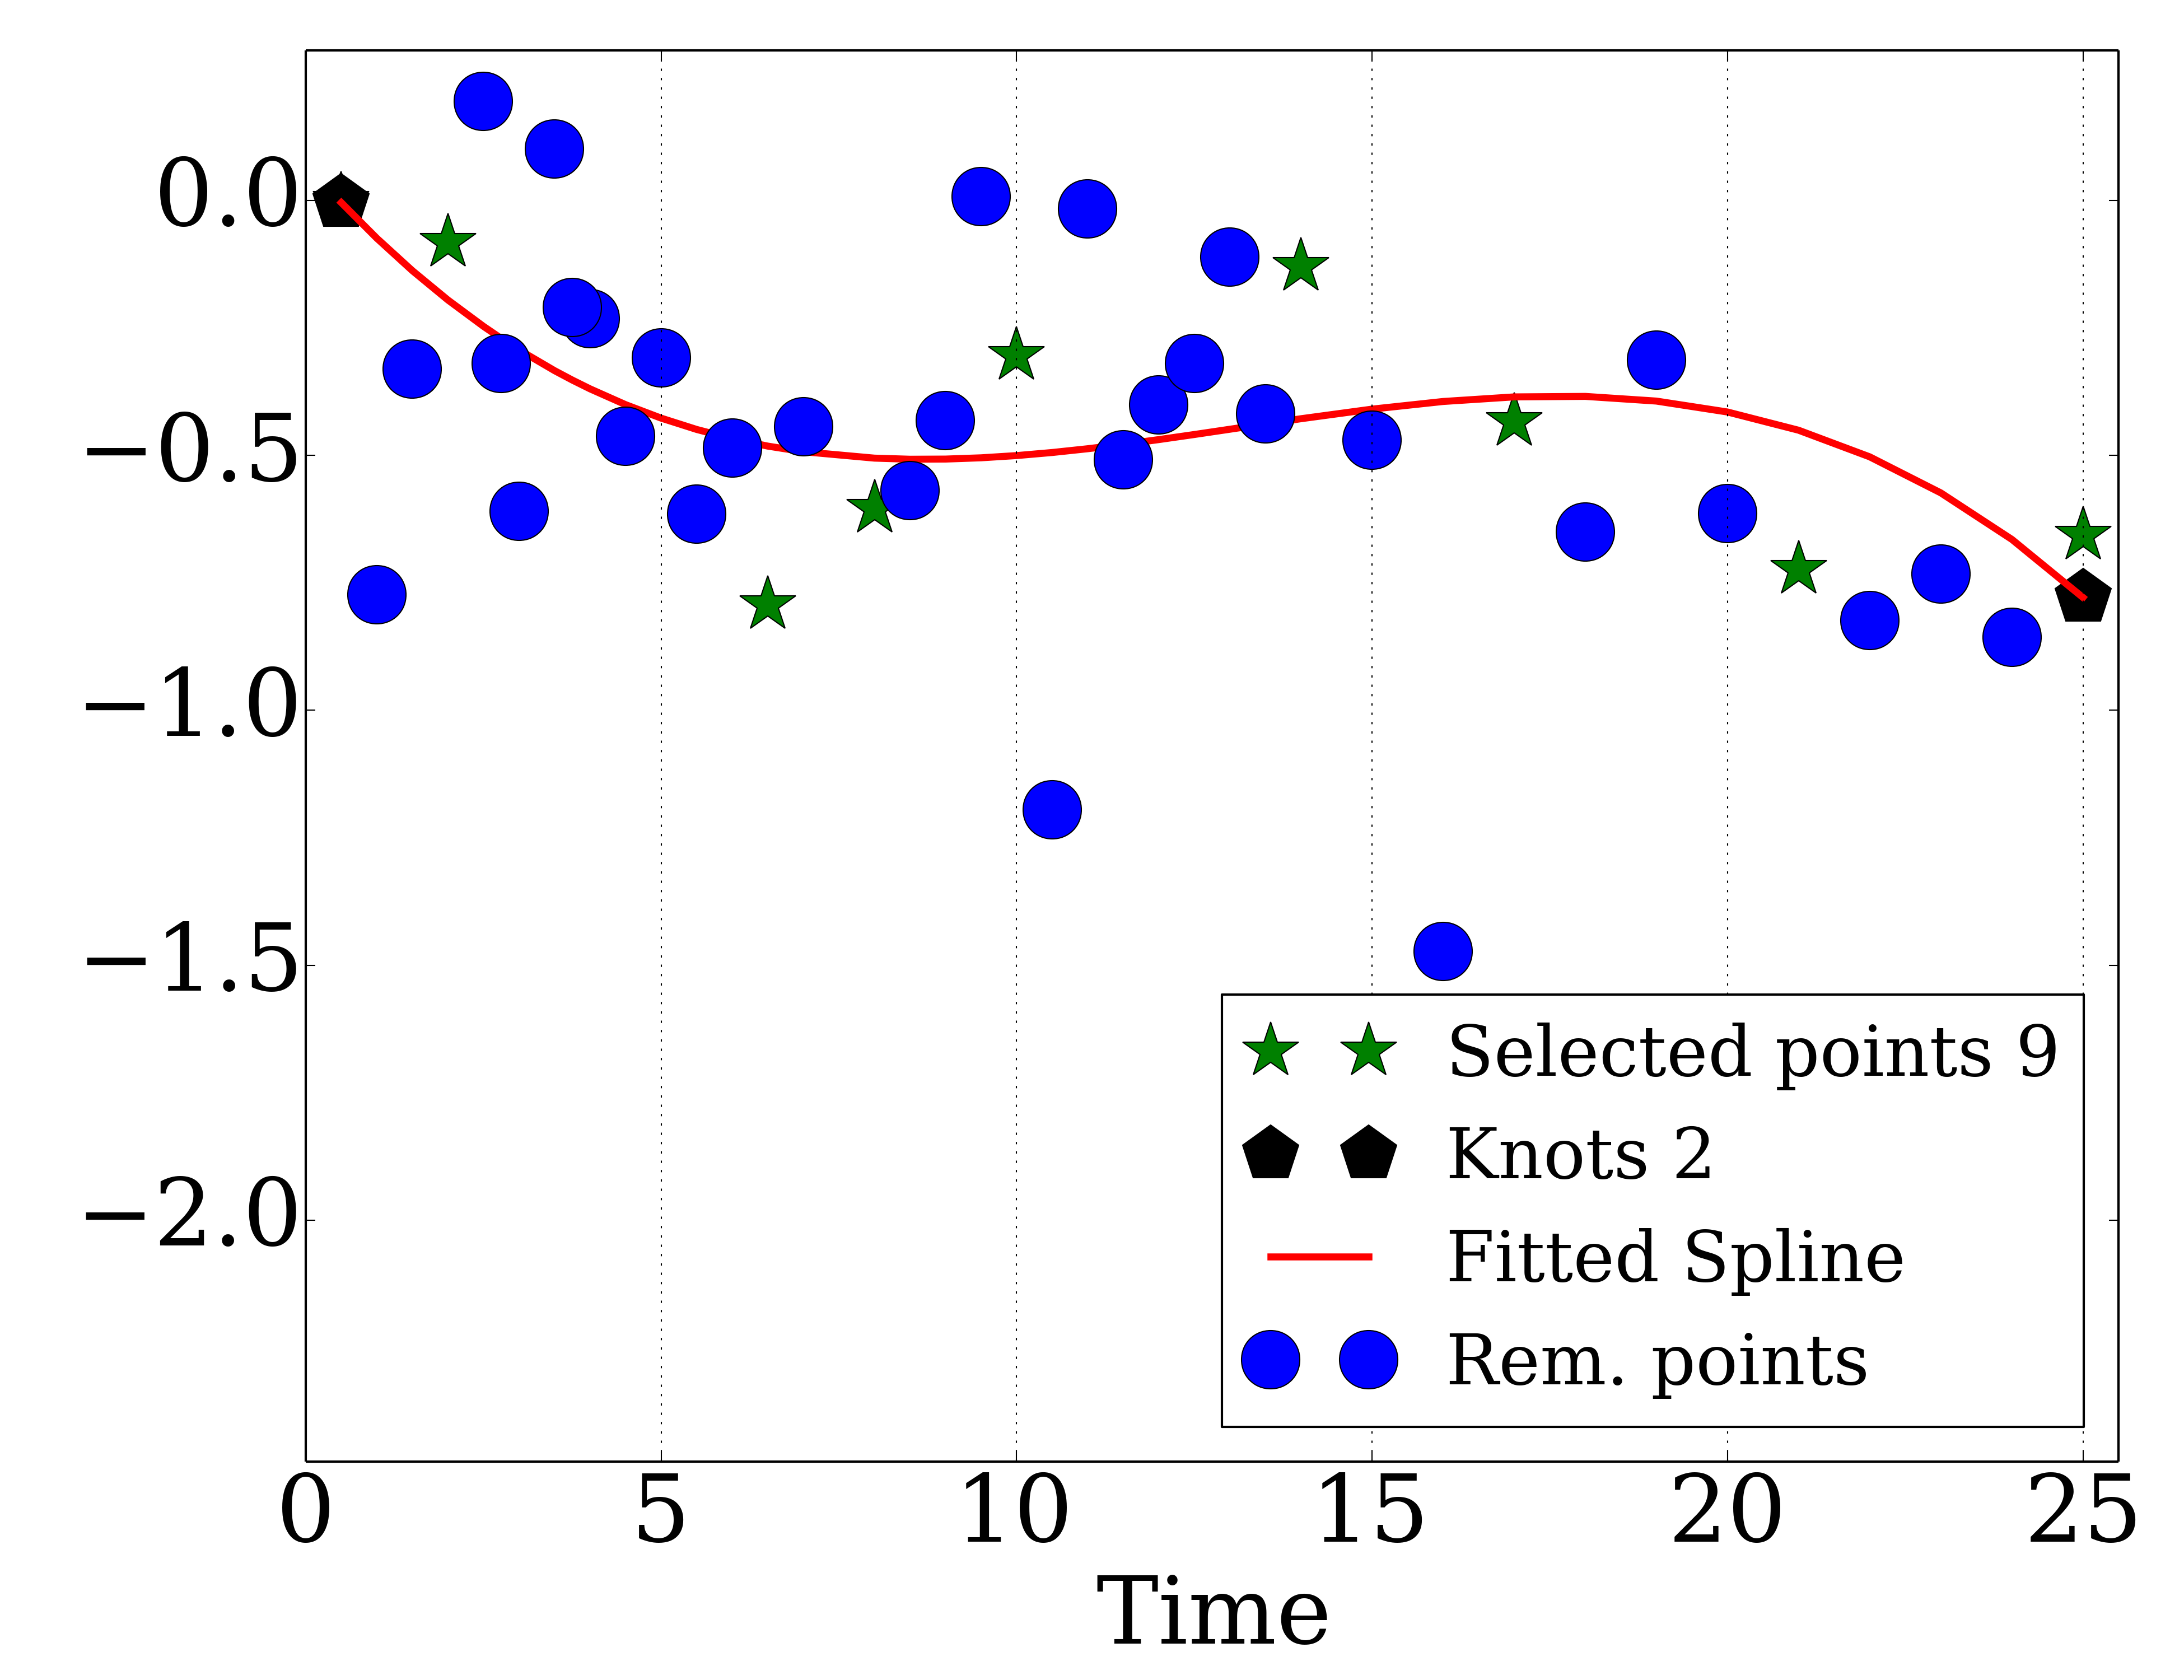 0.0
−0.5
−1.0
−1.5
−2.0
Selected points 9
Knots 2
Fitted Spline
Rem. points
0 5 10 15 20 25
Time